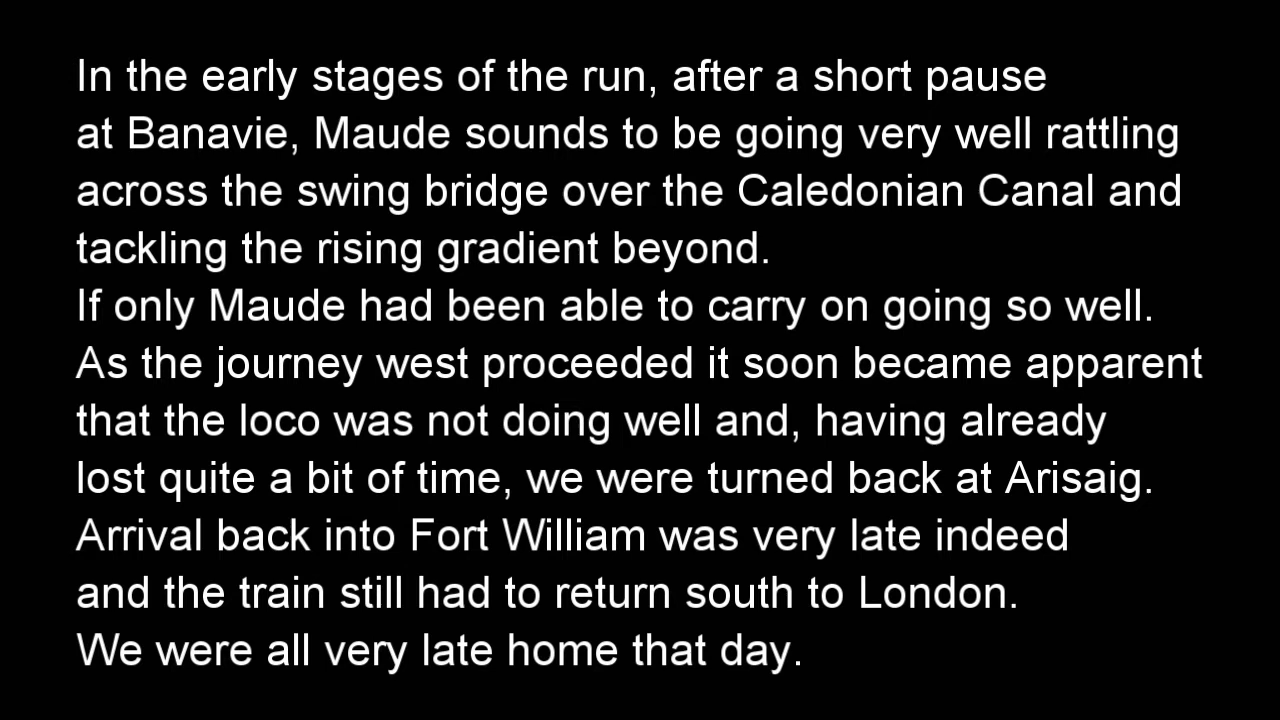 In the early stages of the run, after a short pause
at Banavie, Maude sounds to be going very well rattling
across the swing bridge over the Caledonian Canal and
tackling the rising gradient beyond.
If only Maude had been able to carry on going so well.
As the journey west proceeded it soon became apparent
that the loco was not doing well and, having already
lost quite a bit of time, we were turned back at Arisaig.
Arrival back into Fort William was very late indeed
and the train still had to return south to London.
We were all very late home that day.